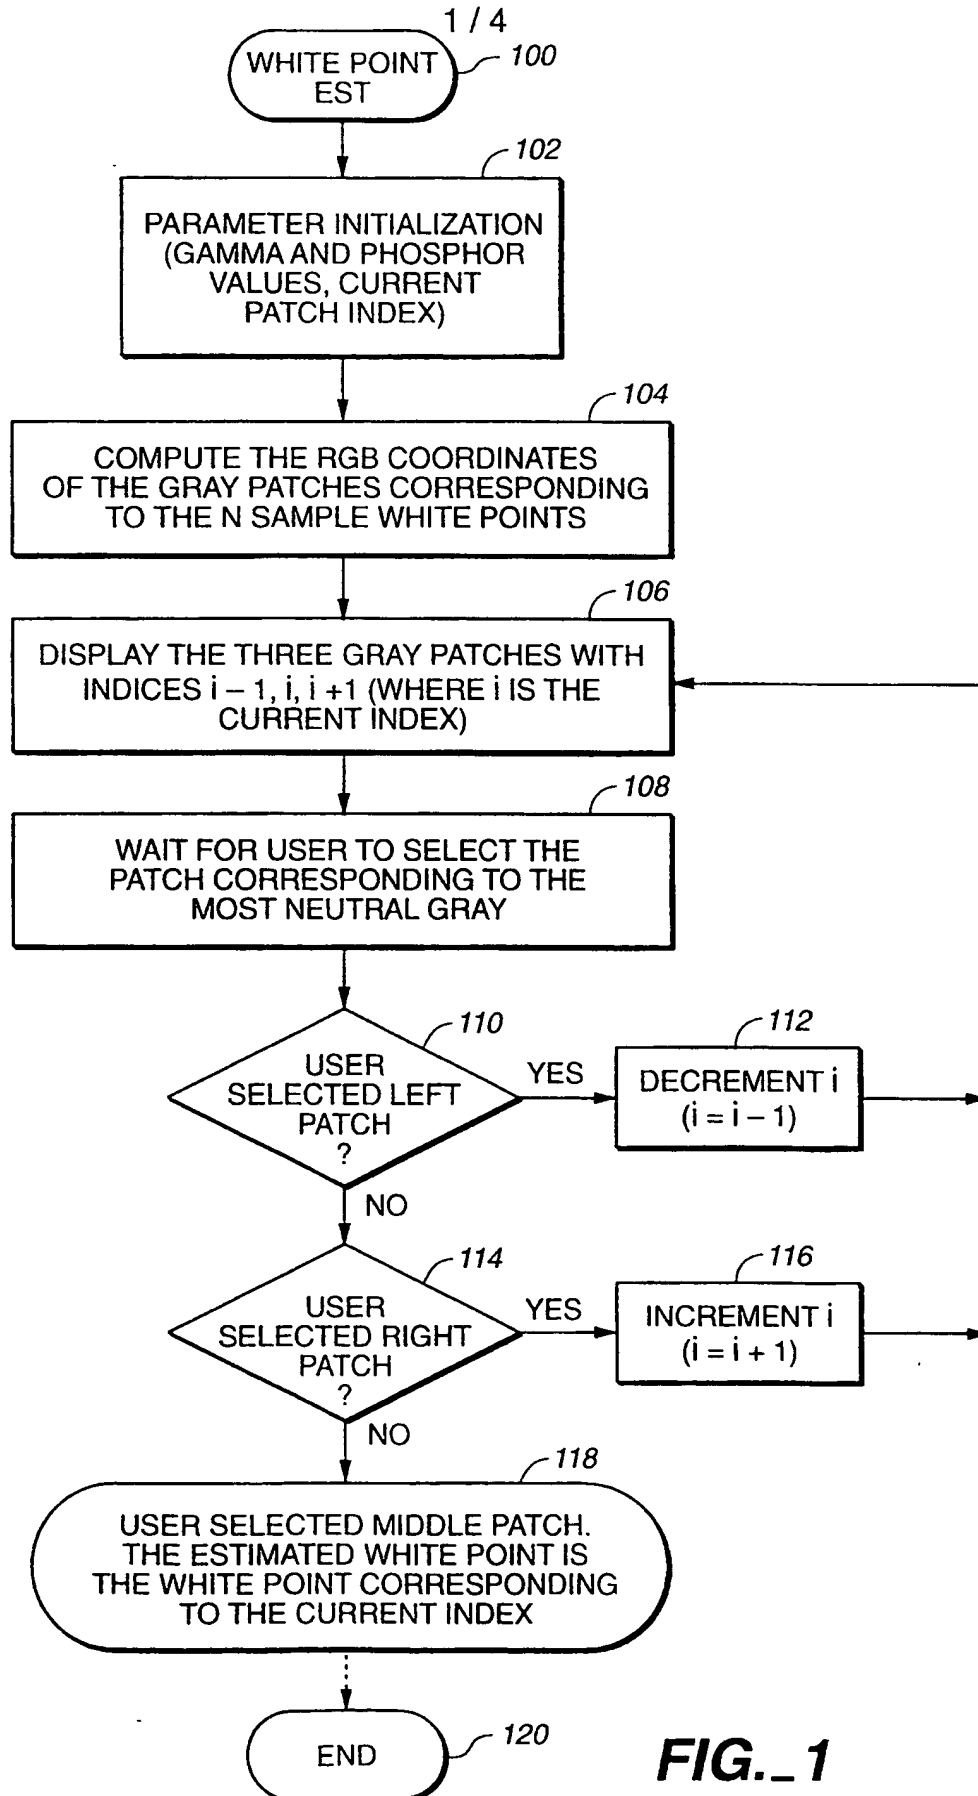 1 / 4
WHITE POINT
EST
100
102
PARAMETER INITIALIZATION
(GAMMA AND PHOSPHOR
VALUES, CURRENT
PATCH INDEX)
104
COMPUTE THE RGB COORDINATES
OF THE GRAY PATCHES CORRESPONDING
TO THE N SAMPLE WHITE POINTS
106
DISPLAY THE THREE GRAY PATCHES WITH
INDICES i – 1, i, i +1 (WHERE i IS THE
CURRENT INDEX)
108
WAIT FOR USER TO SELECT THE
PATCH CORRESPONDING TO THE
MOST NEUTRAL GRAY
110
USER
SELECTED LEFT
PATCH
?
YES
112
DECREMENT i
(i = i – 1)
NO
114
USER
SELECTED RIGHT
PATCH
?
YES
116
INCREMENT i
(i = i + 1)
NO
118
USER SELECTED MIDDLE PATCH.
THE ESTIMATED WHITE POINT IS
THE WHITE POINT CORRESPONDING
TO THE CURRENT INDEX
END
120
FIG._1